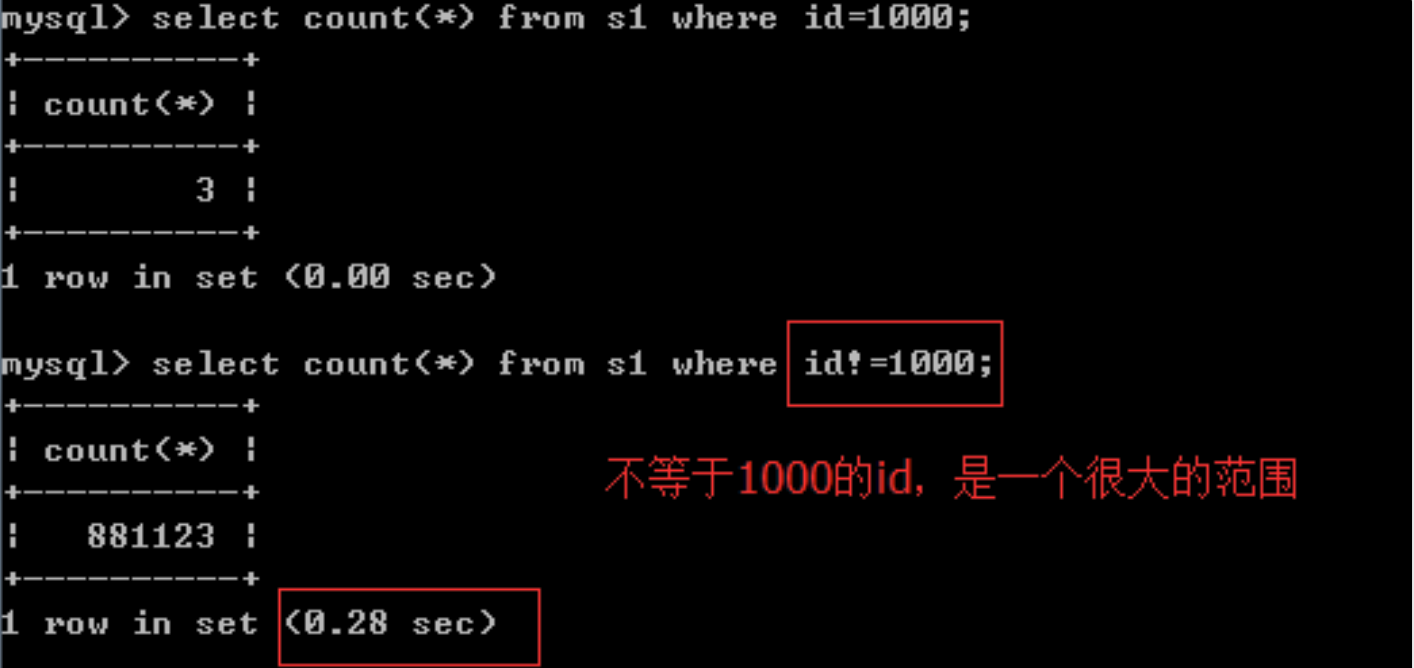 mysql> select count(*) from s1 where id=1000;
+----------+
| count(*) |
+----------+
|        3 |
+----------+
1 row in set (0.00 sec)
mysql> select count(*) from s1 where id!=1000;
+----------+
| count(*) |
不等于1000的id，是一个很大的范围
+----------+
|   881123 |
+----------+
1 row in set (0.28 sec)